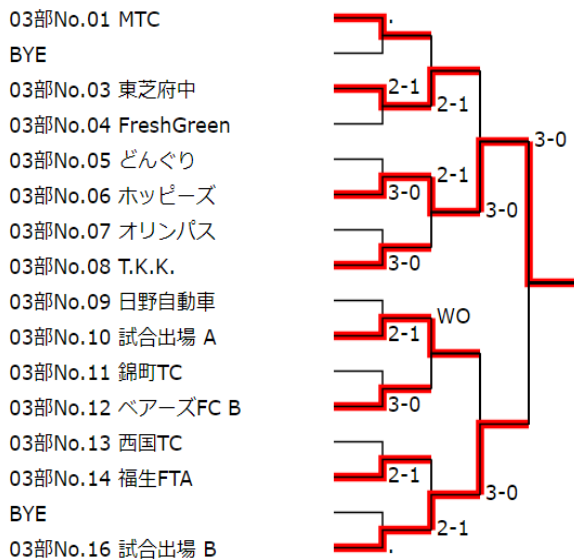 03部No.01 MTC
BYE
03部No.03 東芝府中
03部No.04 FreshGreen
03部No.05 どんぐり
03部No.06 ホッピーズ
03部No.07 オリンパス
03部No.08 T.K.K.
03部No.09 日野自動車
03部No.10 試合出場 A
03部No.11 錦町TC
03部No.12 ベアーズFC B
03部No.13 西国TC
03部No.14 福生FTA
BYE
03部No.16 試合出場 B
.
2-1
3-0
3-0
2-1
3-0
2-1
.
2-1
2-1
WO
2-1
3-0
3-0
3-0